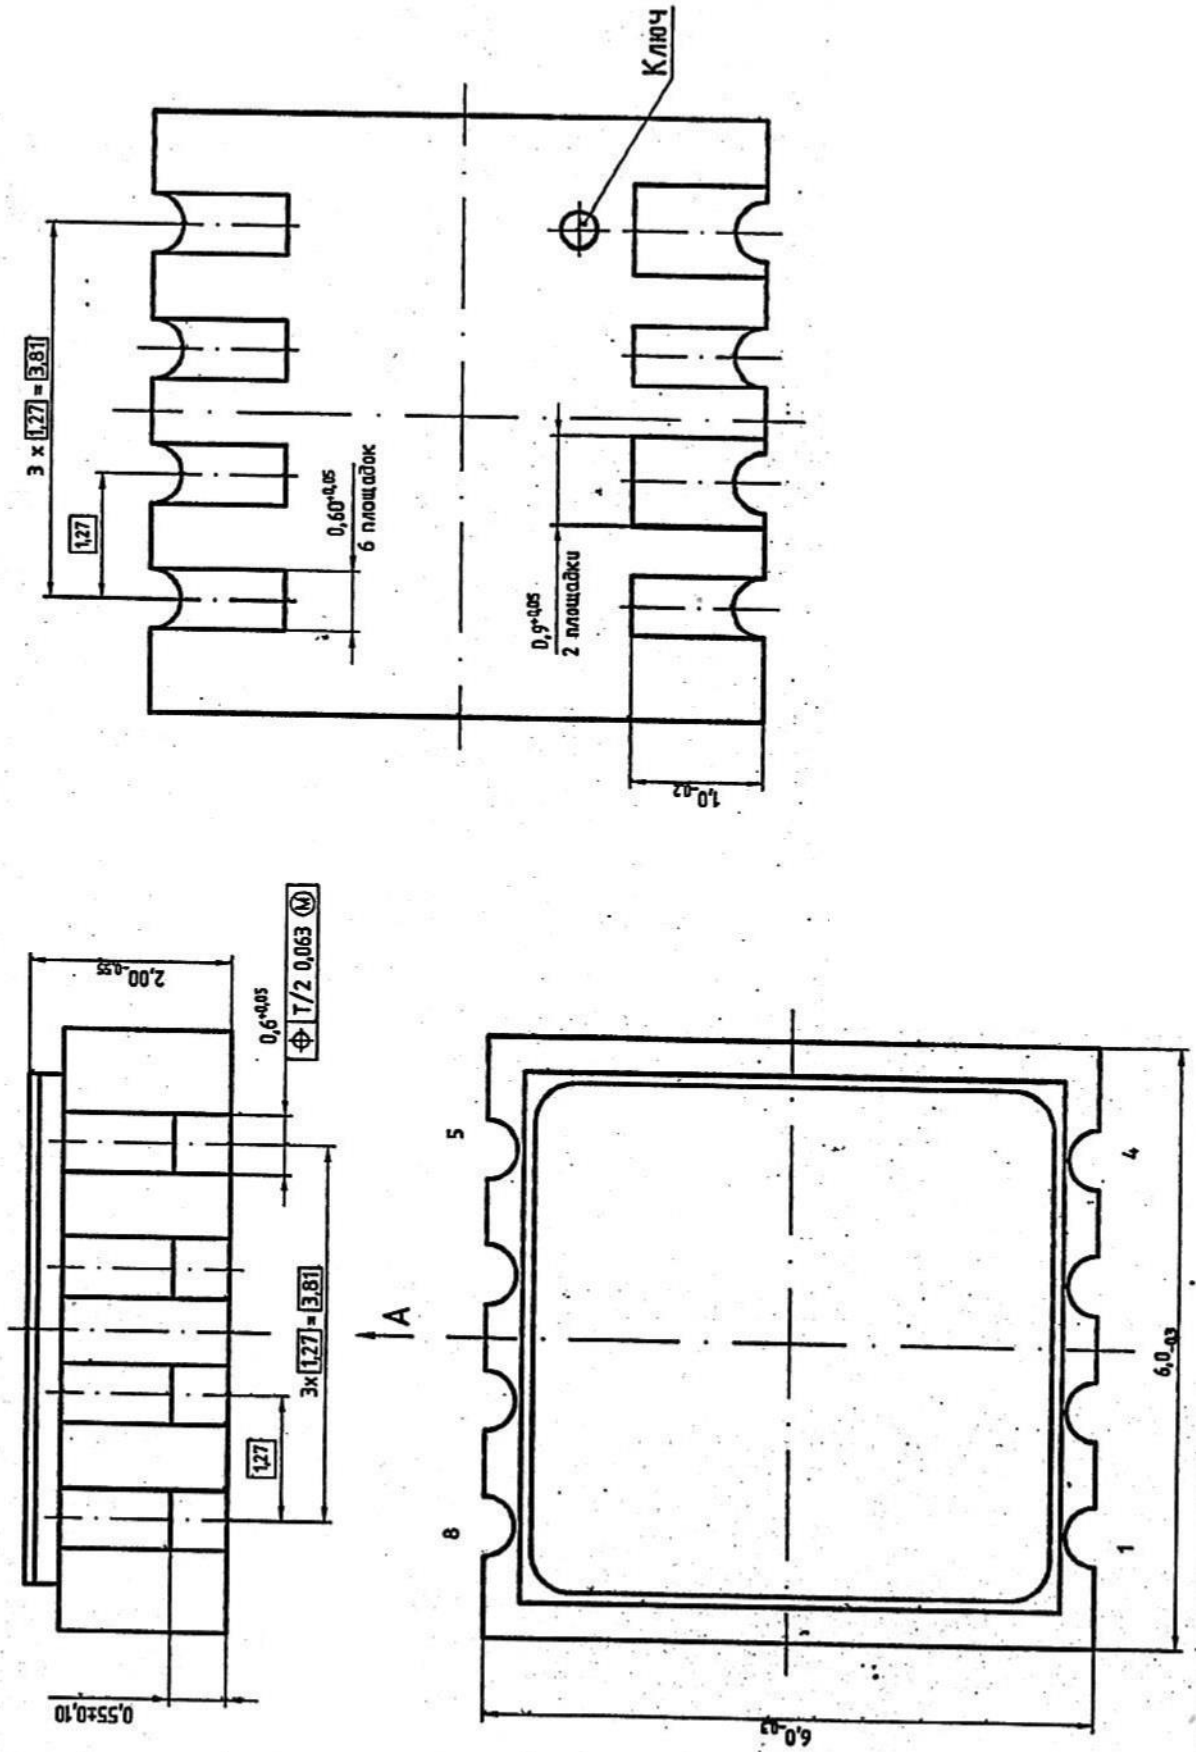 Ключ
3 x 1,27 = 3,81
1,27
0,60+0,05
6 площадок
0,9+0,05
2 площадки
1,0-0,2
2,00-0,55
0,6+0,05
⌖ T/2 0,063 Ⓜ
3x 1,27 = 3,81
1,27
0,55±0,10
А
5
4
8
1
6,0-0,3
6,0-0,3